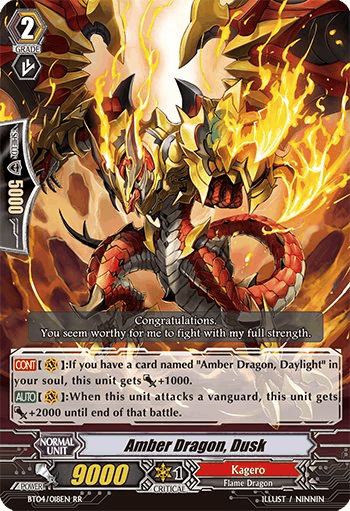 2
GRADE
SHIELD
5000
Congratulations.
You seem worthy for me to fight with my full strength.
CONT [ ]:If you have a card named "Amber Dragon, Daylight" in
your soul, this unit gets +1000.
AUTO [ ]:When this unit attacks a vanguard, this unit gets
+2000 until end of that battle.
NORMAL
UNIT
Amber Dragon, Dusk
POWER
9000
1
CRITICAL
Kagero
Flame Dragon
BT04/018EN RR
ILLUST / NINNIN